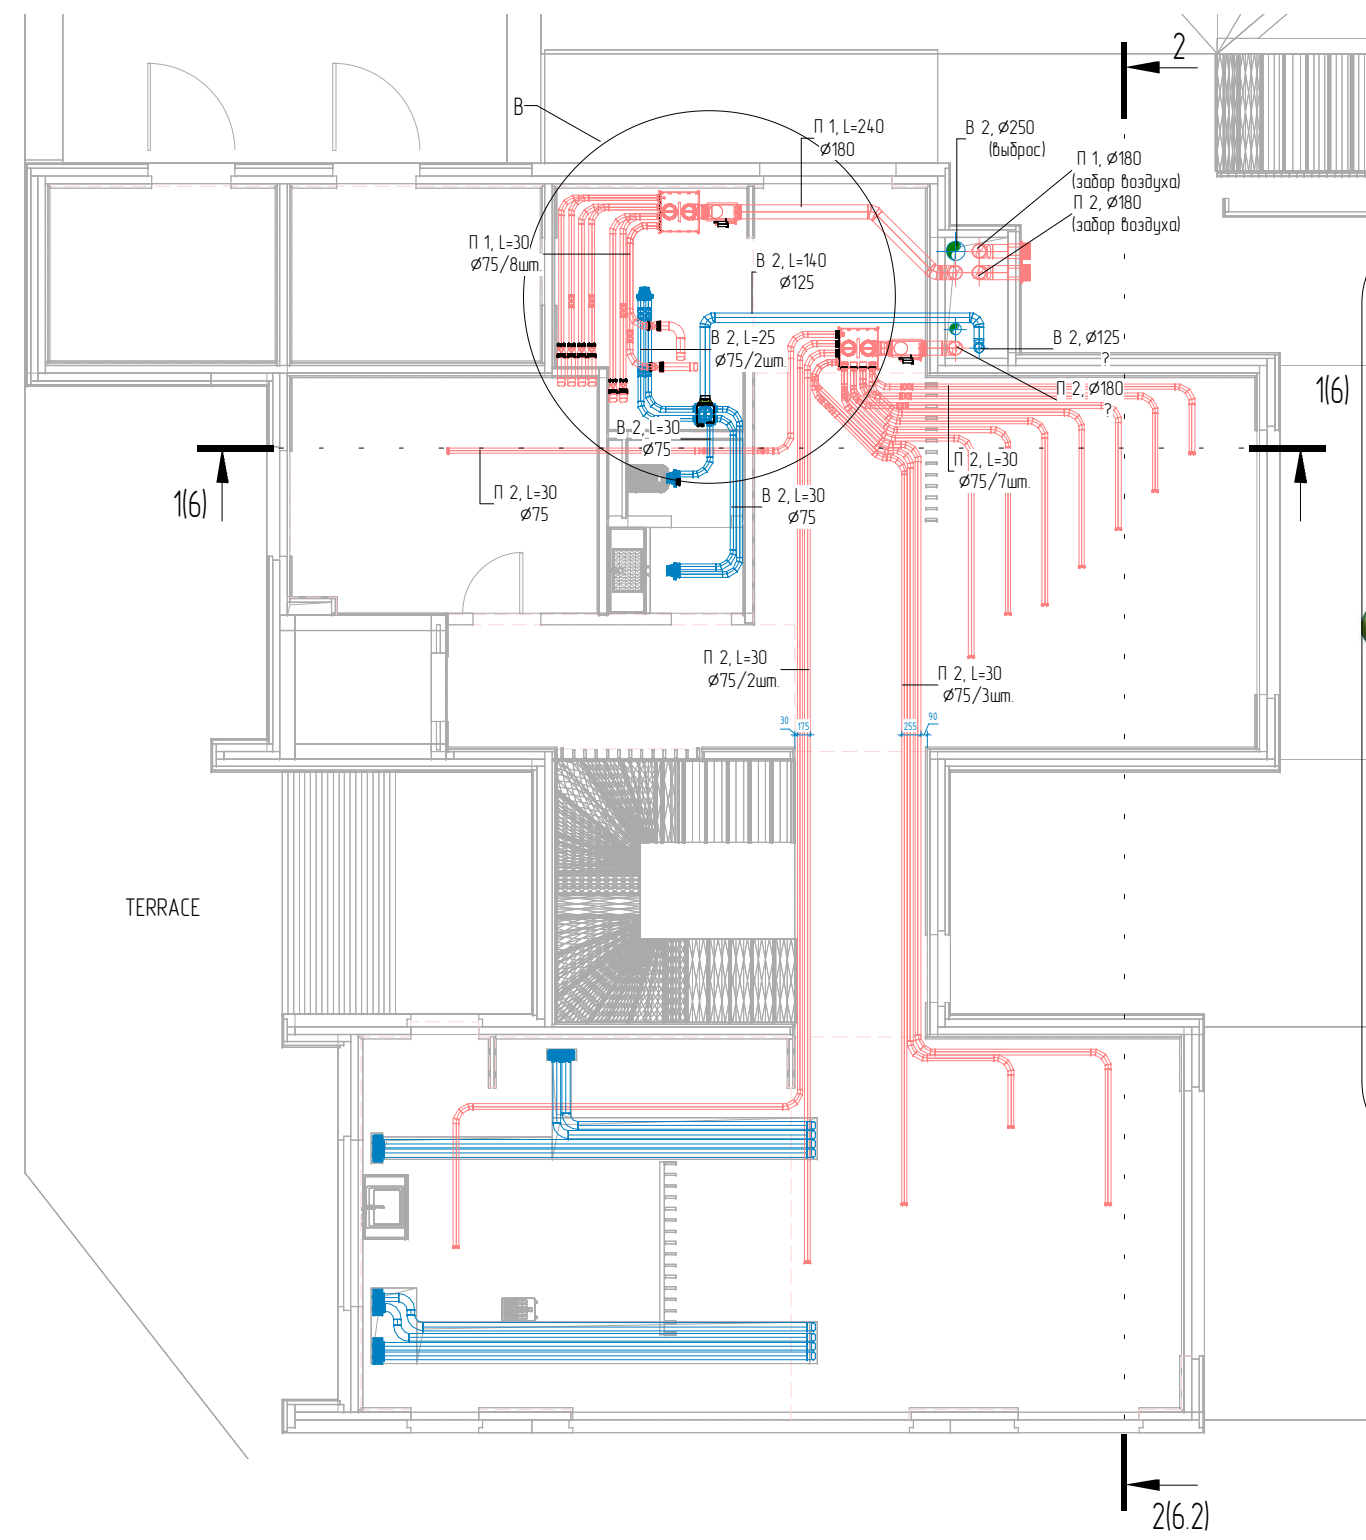 2
В
П 1, L=240
Ø180
В 2, Ø250
(выброс)
П 1, Ø180
(забор воздуха)
П 2, Ø180
(забор воздуха)
П 1, L=30
Ø75/8шт.
В 2, L=140
Ø125
В 2, L=25
Ø75/2шт.
В 2, Ø125
?
П 2, Ø180
?
1(6)
В 2, L=30
Ø75
П 2, L=30
Ø75/7шт.
1(6)
П 2, L=30
Ø75
В 2, L=30
Ø75
П 2, L=30
Ø75/2шт.
П 2, L=30
Ø75/3шт.
30
175
255
90
TERRACE
2(6.2)